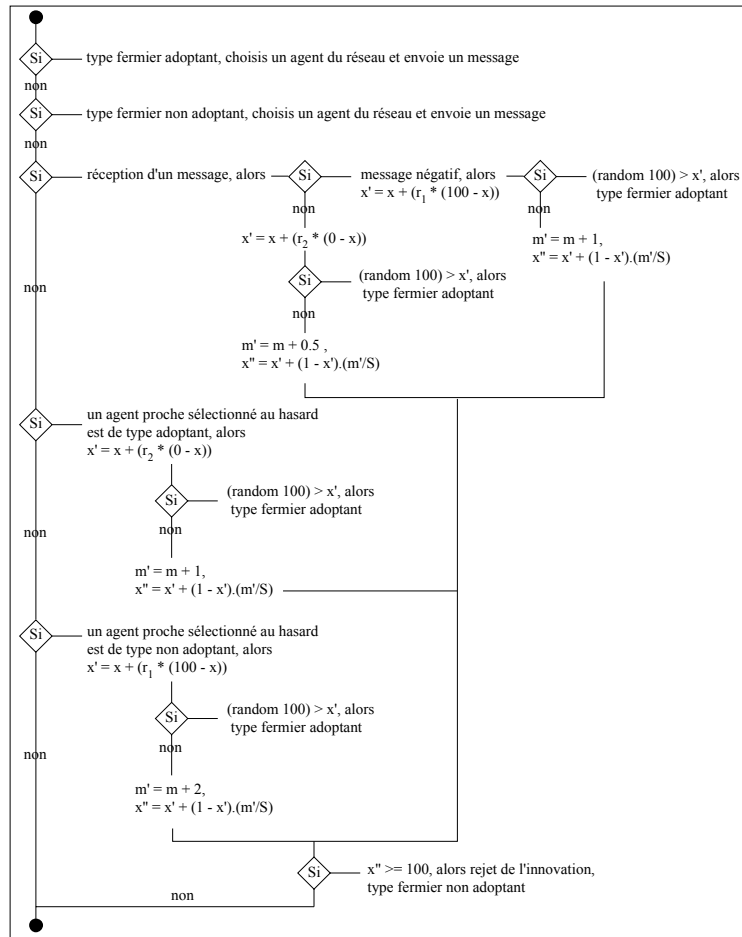 Si
type fermier adoptant, choisis un agent du réseau et envoie un message
non
Si
type fermier non adoptant, choisis un agent du réseau et envoie un message
non
Si
réception d'un message, alors
Si
message négatif, alors
x' = x + (r1 * (100 - x))
Si
(random 100) > x', alors
type fermier adoptant
non
non
x' = x + (r2 * (0 - x))
m' = m + 1,
x'' = x' + (1 - x').(m'/S)
non
Si
(random 100) > x', alors
type fermier adoptant
non
m' = m + 0.5 ,
x'' = x' + (1 - x').(m'/S)
Si
un agent proche sélectionné au hasard
est de type adoptant, alors
x' = x + (r2 * (0 - x))
Si
(random 100) > x', alors
type fermier adoptant
non
non
m' = m + 1,
x'' = x' + (1 - x').(m'/S)
Si
un agent proche sélectionné au hasard
est de type non adoptant, alors
x' = x + (r1 * (100 - x))
Si
(random 100) > x', alors
type fermier adoptant
non
non
m' = m + 2,
x'' = x' + (1 - x').(m'/S)
Si
x'' >= 100, alors rejet de l'innovation,
type fermier non adoptant
non